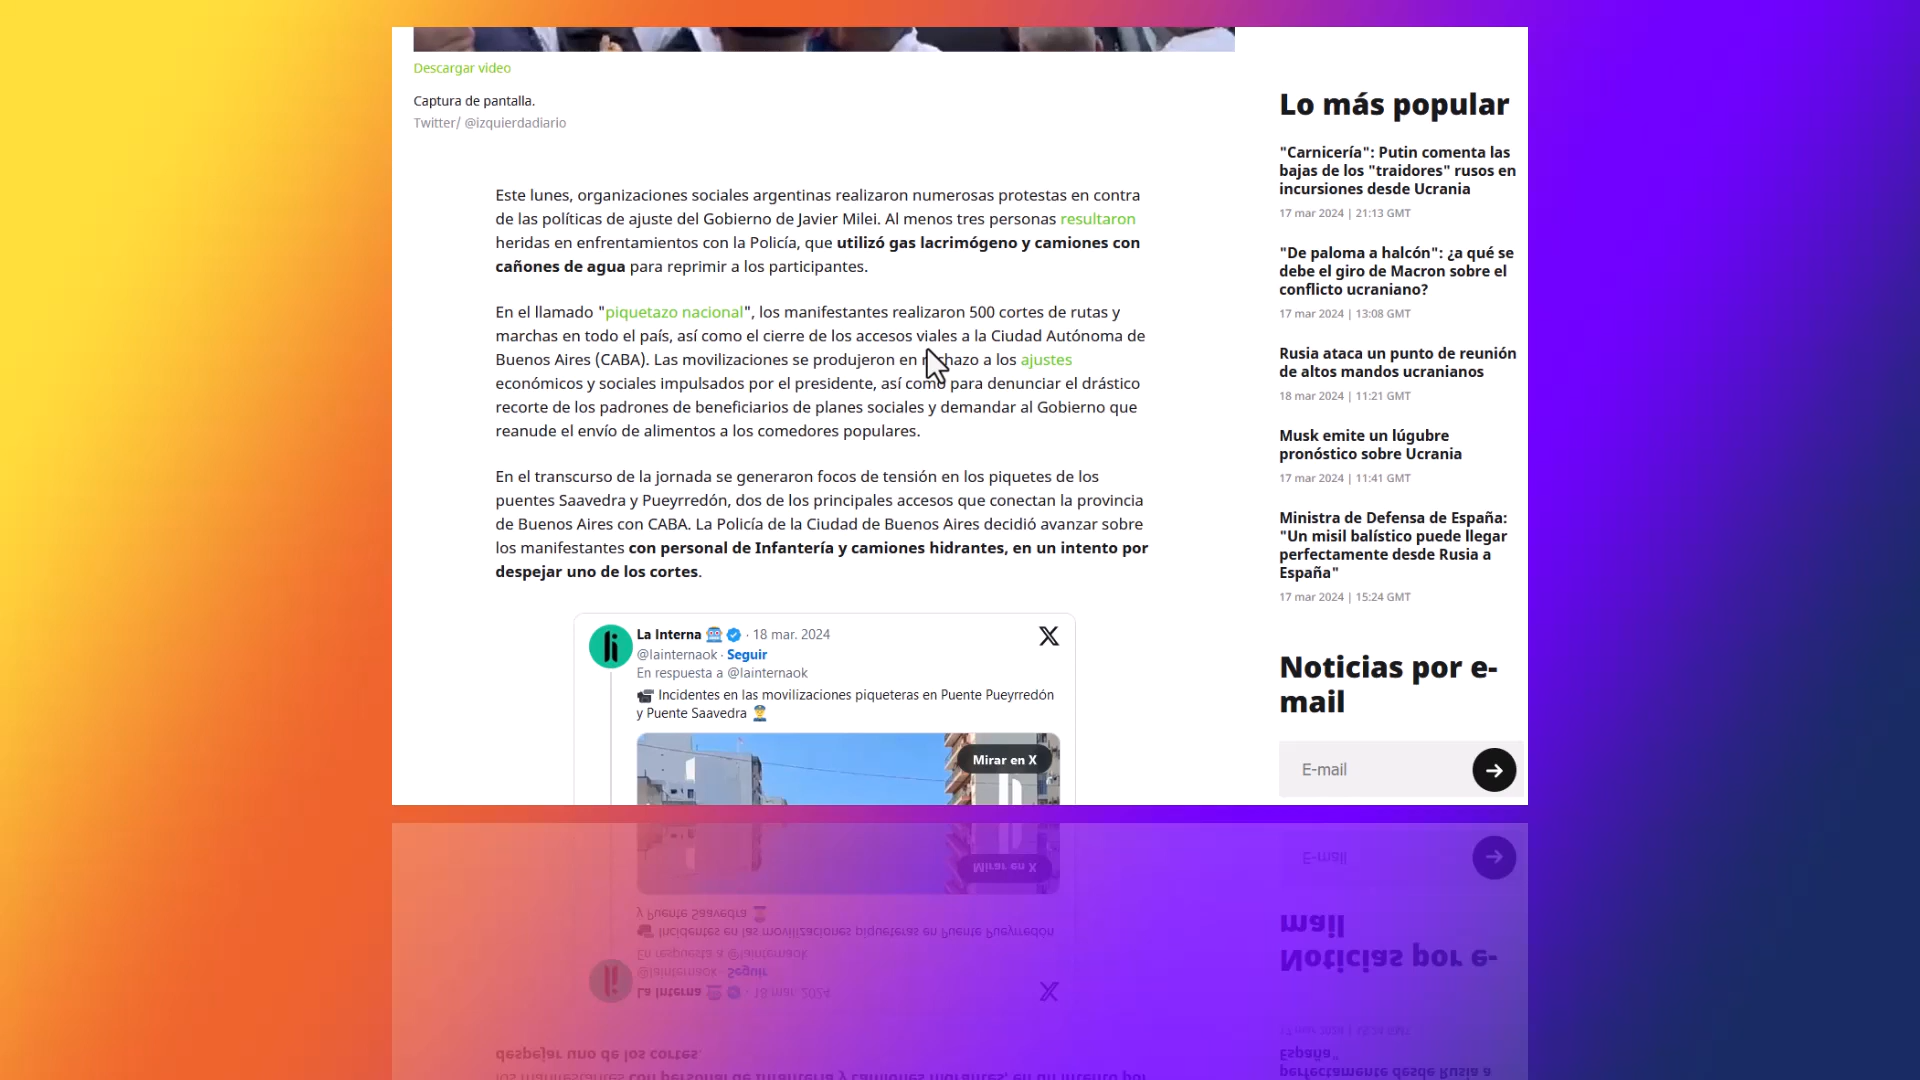 Descargar video
Captura de pantalla.
Twitter/ @izquierdadiario
Este lunes, organizaciones sociales argentinas realizaron numerosas protestas en contra
de las políticas de ajuste del Gobierno de Javier Milei. Al menos tres personas resultaron
heridas en enfrentamientos con la Policía, que utilizó gas lacrimógeno y camiones con
cañones de agua para reprimir a los participantes.
En el llamado "piquetazo nacional", los manifestantes realizaron 500 cortes de rutas y
marchas en todo el país, así como el cierre de los accesos viales a la Ciudad Autónoma de
Buenos Aires (CABA). Las movilizaciones se produjeron en rechazo a los ajustes
económicos y sociales impulsados por el presidente, así como para denunciar el drástico
recorte de los padrones de beneficiarios de planes sociales y demandar al Gobierno que
reanude el envío de alimentos a los comedores populares.
En el transcurso de la jornada se generaron focos de tensión en los piquetes de los
puentes Saavedra y Pueyrredón, dos de los principales accesos que conectan la provincia
de Buenos Aires con CABA. La Policía de la Ciudad de Buenos Aires decidió avanzar sobre
los manifestantes con personal de Infantería y camiones hidrantes, en un intento por
despejar uno de los cortes.
La Interna · 18 mar. 2024
@lainternaok · Seguir
En respuesta a @lainternaok
Incidentes en las movilizaciones piqueteras en Puente Pueyrredón
y Puente Saavedra
Mirar en X
Lo más popular
"Carnicería": Putin comenta las
bajas de los "traidores" rusos en
incursiones desde Ucrania
17 mar 2024 | 21:13 GMT
"De paloma a halcón": ¿a qué se
debe el giro de Macron sobre el
conflicto ucraniano?
17 mar 2024 | 13:08 GMT
Rusia ataca un punto de reunión
de altos mandos ucranianos
18 mar 2024 | 11:21 GMT
Musk emite un lúgubre
pronóstico sobre Ucrania
17 mar 2024 | 11:41 GMT
Ministra de Defensa de España:
"Un misil balístico puede llegar
perfectamente desde Rusia a
España"
17 mar 2024 | 15:24 GMT
Noticias por e-
mail
E-mail